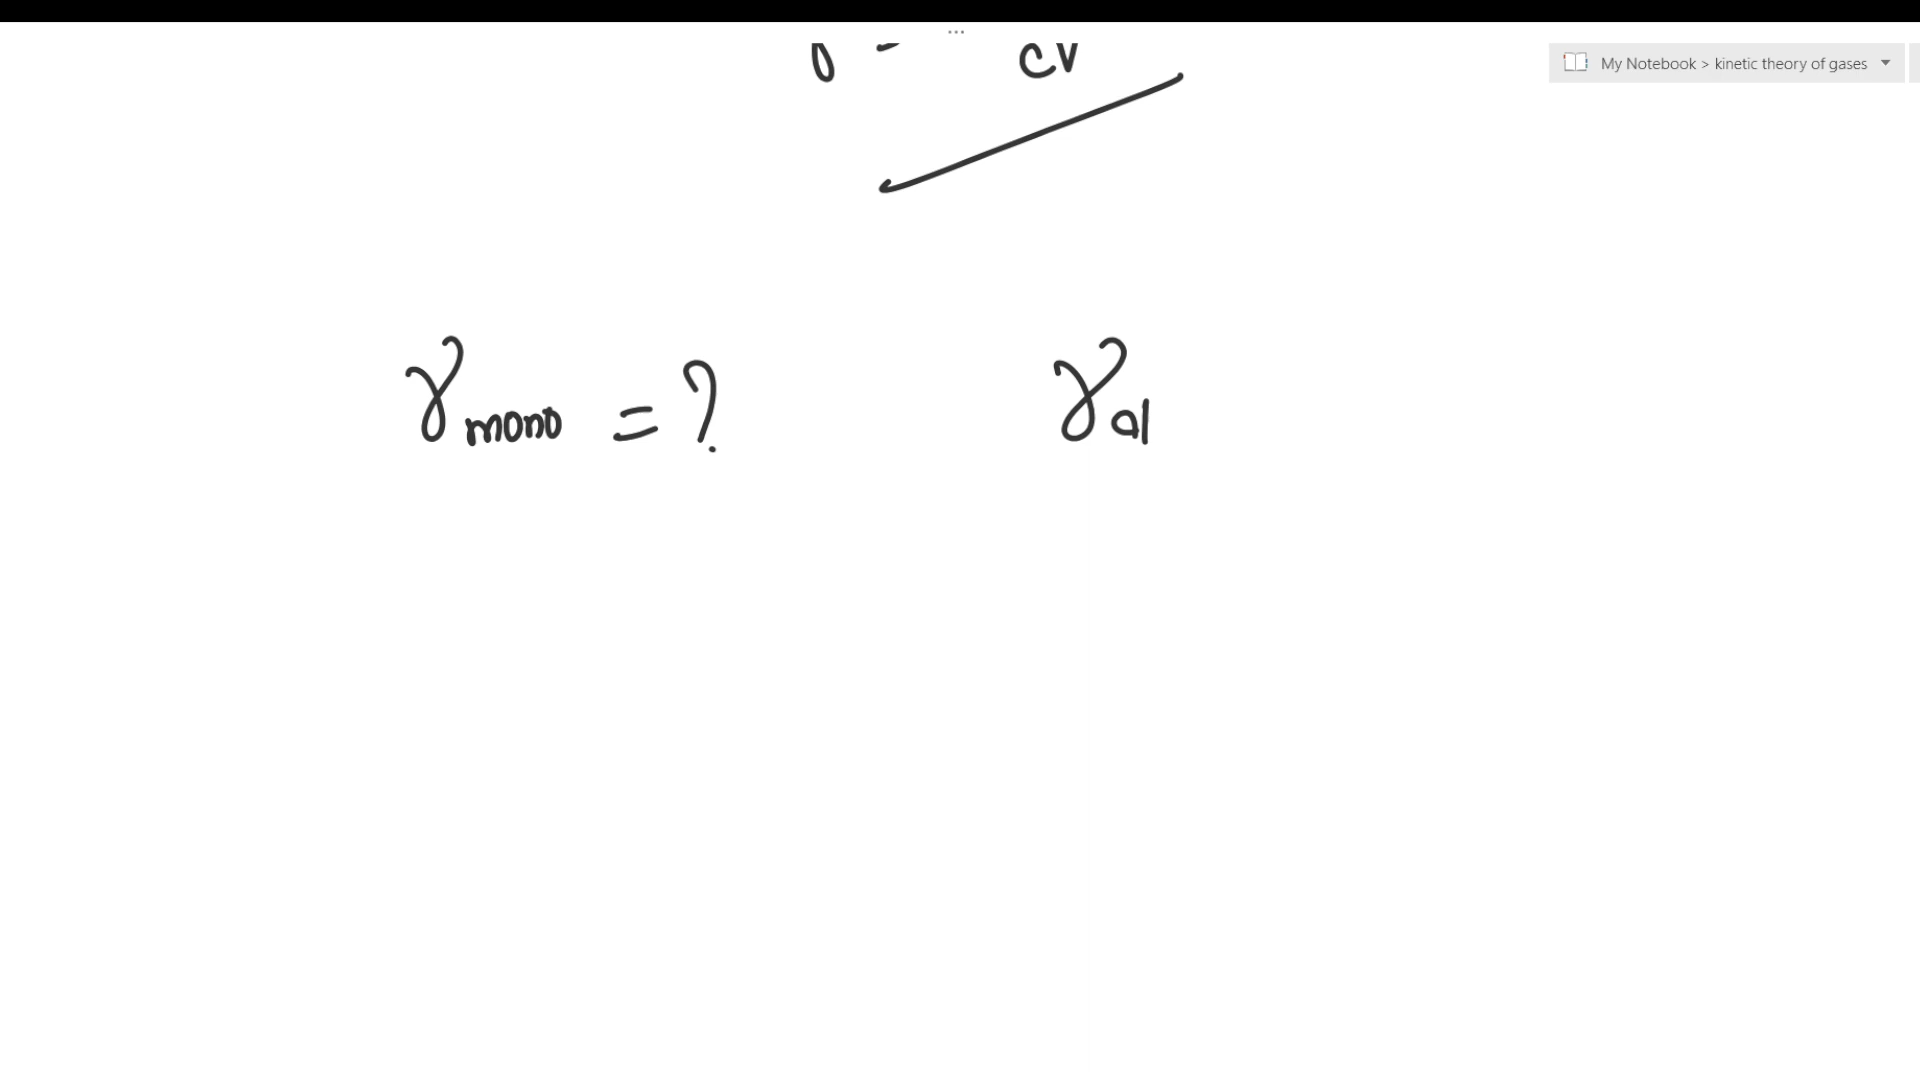 My Notebook > kinetic theory of gases
γ = CV
γmono = ?
γdi